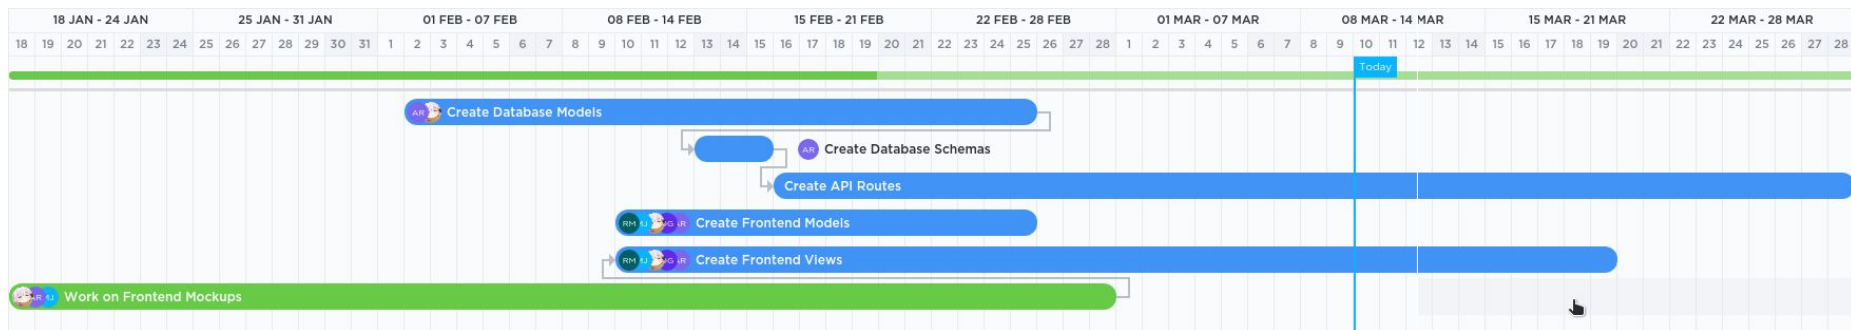 18 JAN - 24 JAN 25 JAN - 31 JAN 01 FEB - 07 FEB 08 FEB - 14 FEB 15 FEB - 21 FEB 22 FEB - 28 FEB 01 MAR - 07 MAR 08 MAR - 14 MAR 15 MAR - 21 MAR 22 MAR - 28 MAR
18 19 20 21 22 23 24 25 26 27 28 29 30 31 1 2 3 4 5 6 7 8 9 10 11 12 13 14 15 16 17 18 19 20 21 22 23 24 25 26 27 28 1 2 3 4 5 6 7 8 9 10 11 12 13 14 15 16 17 18 19 20 21 22 23 24 25 26 27 28
Today
AR Create Database Models
AR Create Database Schemas
Create API Routes
RM Create Frontend Models
RM Create Frontend Views
Work on Frontend Mockups